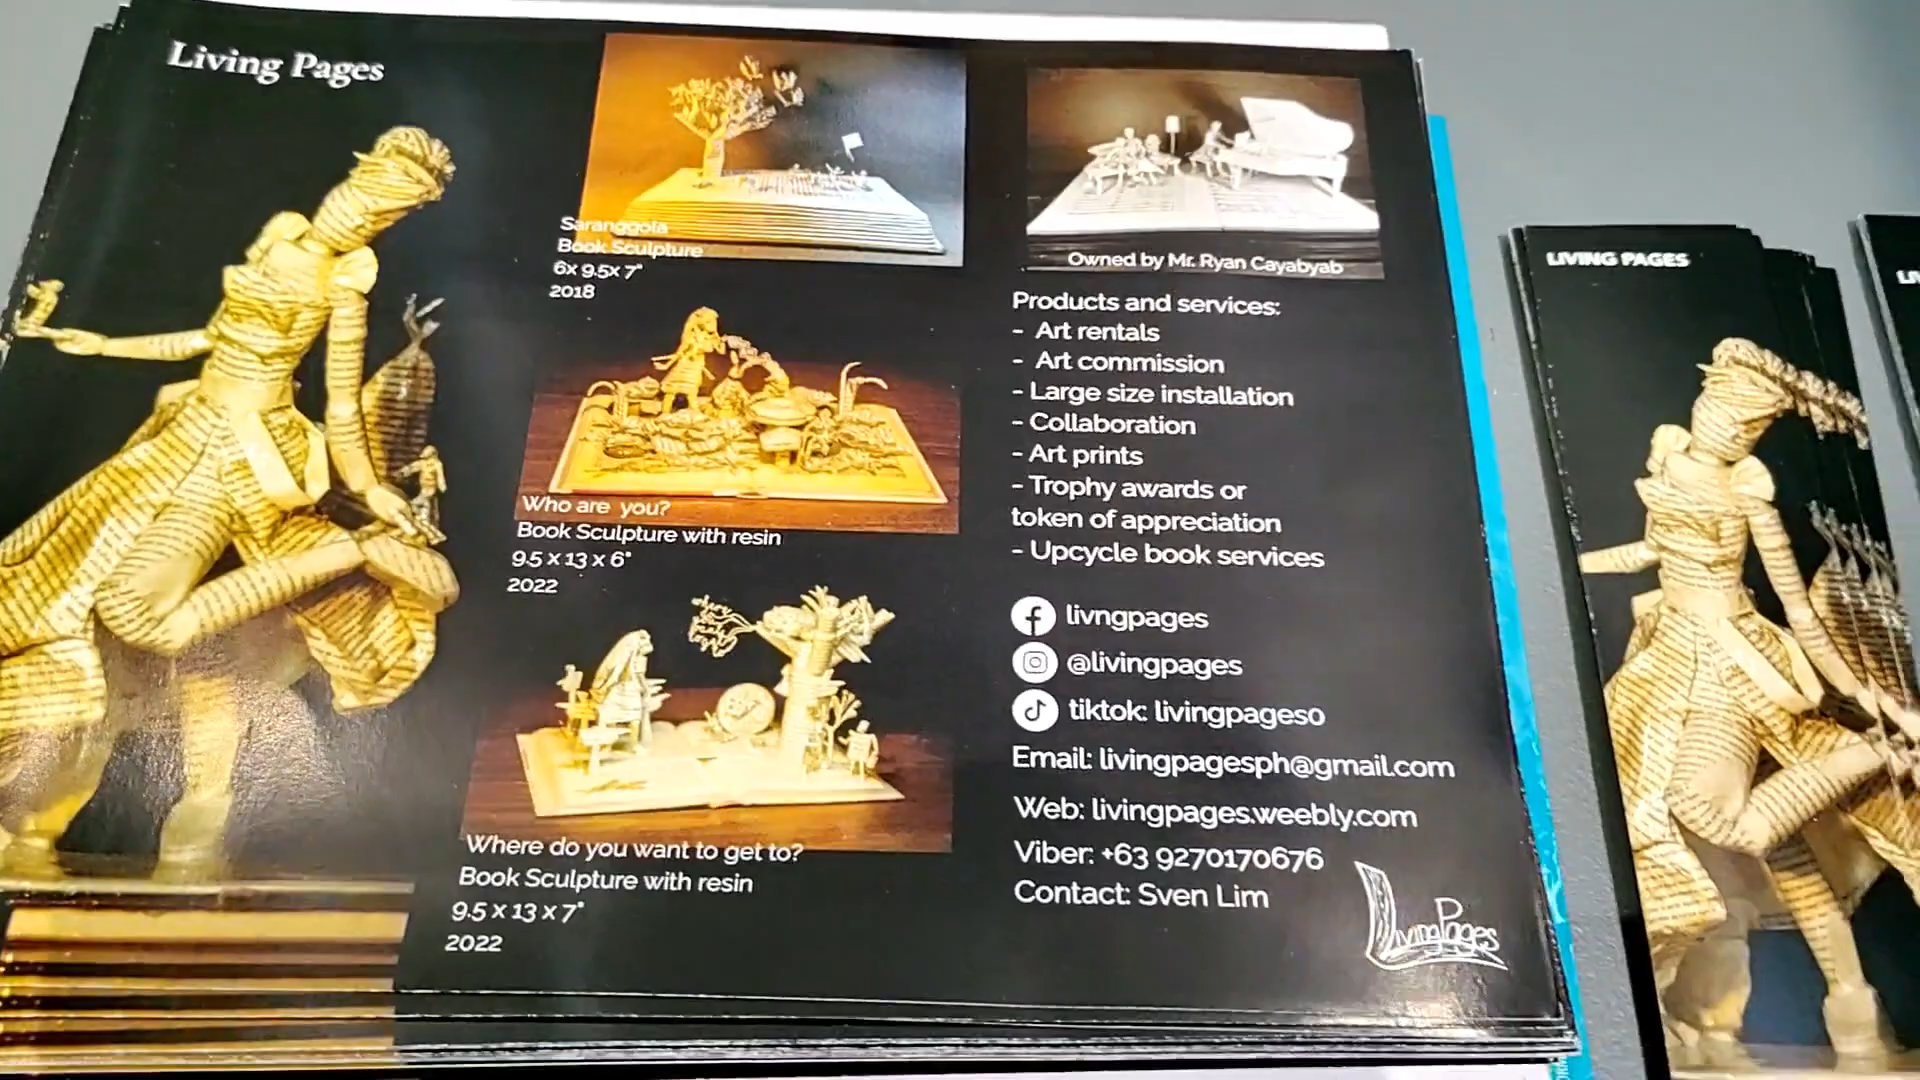 Living Pages
Saranggola
Book Sculpture
6x 9.5x 7"
2018
Who are you?
Book Sculpture with resin
9.5 x 13 x 6"
2022
Where do you want to get to?
Book Sculpture with resin
9.5 x 13 x 7"
2022
Owned by Mr. Ryan Cayabyab
Products and services:
- Art rentals
- Art commission
- Large size installation
- Collaboration
- Art prints
- Trophy awards or
token of appreciation
- Upcycle book services
livngpages
@livingpages
tiktok: livingpages0
Email: livingpagesph@gmail.com
Web: livingpages.weebly.com
Viber: +63 9270170676
Contact: Sven Lim
LivingPages
LIVING PAGES